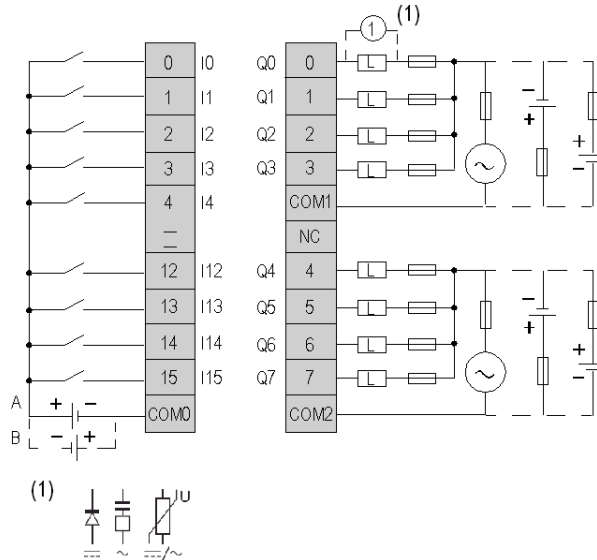 1 (1)
0 I0 Q0 0 L
1 I1 Q1 1 L
2 I2 Q2 2 L
3 I3 Q3 3 L
4 I4 COM1
NC
12 I12 Q4 4 L
13 I13 Q5 5 L
14 I14 Q6 6 L
15 I15 Q7 7 L
A + − COM0 COM2
B − +
− + + −
− + + −
(1) U